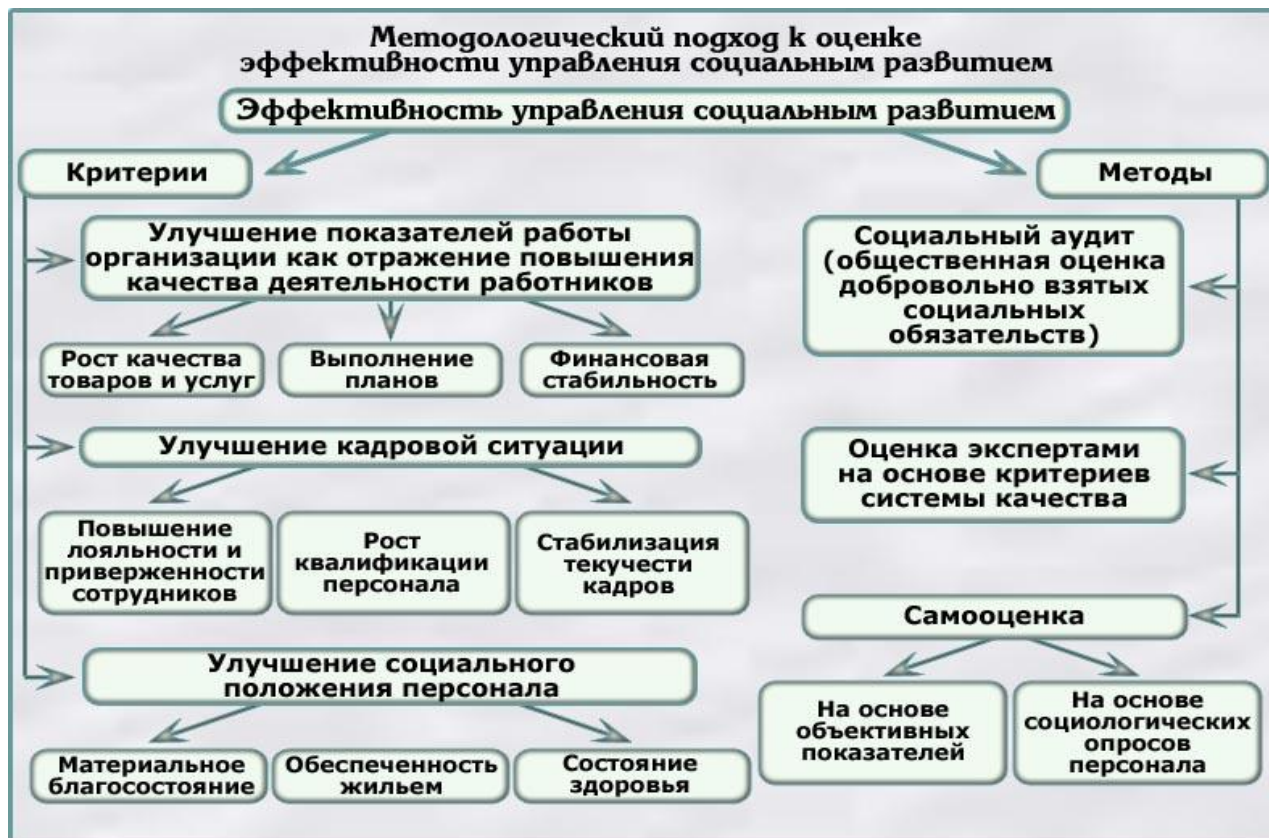 Методологический подход к оценке
эффективности управления социальным развитием
Эффективность управления социальным развитием
Критерии
Улучшение показателей работы
организации как отражение повышения
качества деятельности работников
Рост качества
товаров и услуг
Выполнение
планов
Финансовая
стабильность
Улучшение кадровой ситуации
Повышение
лояльности и
приверженности
сотрудников
Рост
квалификации
персонала
Стабилизация
текучести
кадров
Улучшение социального
положения персонала
Материальное
благосостояние
Обеспеченность
жильем
Состояние
здоровья
Методы
Социальный аудит
(общественная оценка
добровольно взятых
социальных
обязательств)
Оценка экспертами
на основе критериев
системы качества
Самооценка
На основе
объективных
показателей
На основе
социологических
опросов
персонала